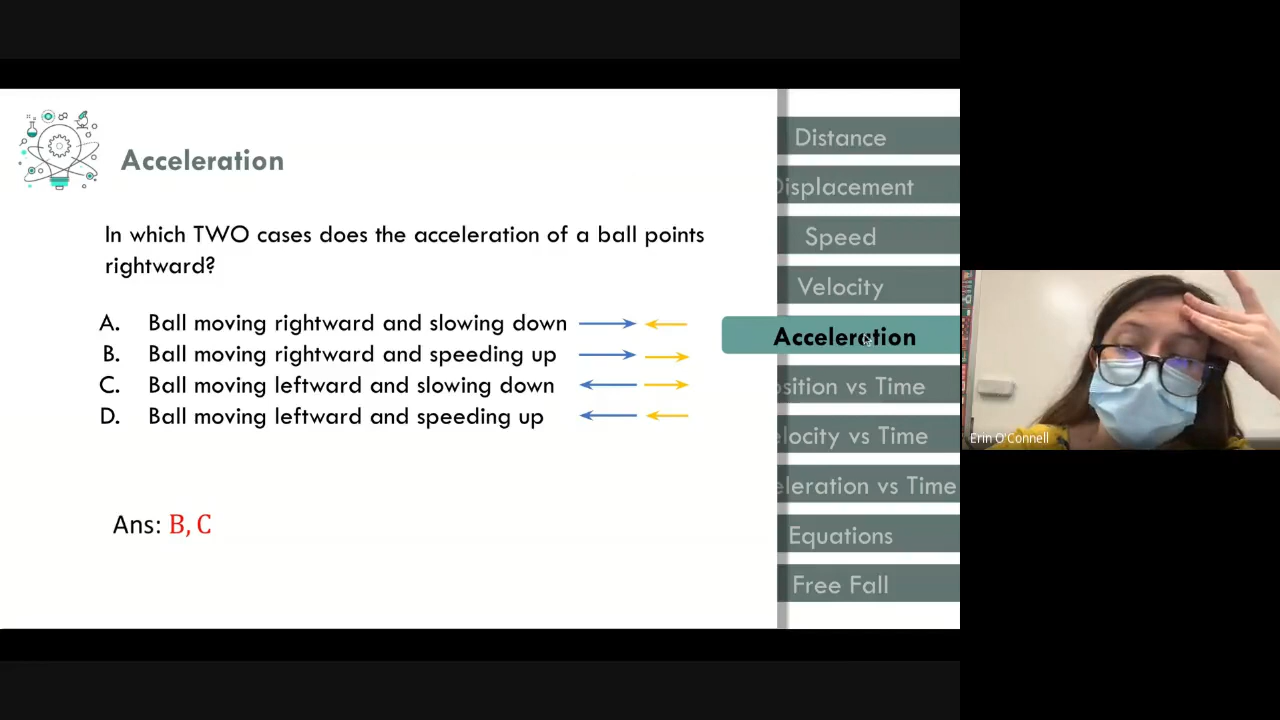 Acceleration
In which TWO cases does the acceleration of a ball points
rightward?
A. Ball moving rightward and slowing down
B. Ball moving rightward and speeding up
C. Ball moving leftward and slowing down
D. Ball moving leftward and speeding up
Ans: B, C
Distance
Displacement
Speed
Velocity
Acceleration
osition vs Time
elocity vs Time
eleration vs Time
Equations
Free Fall
Erin O'Connell